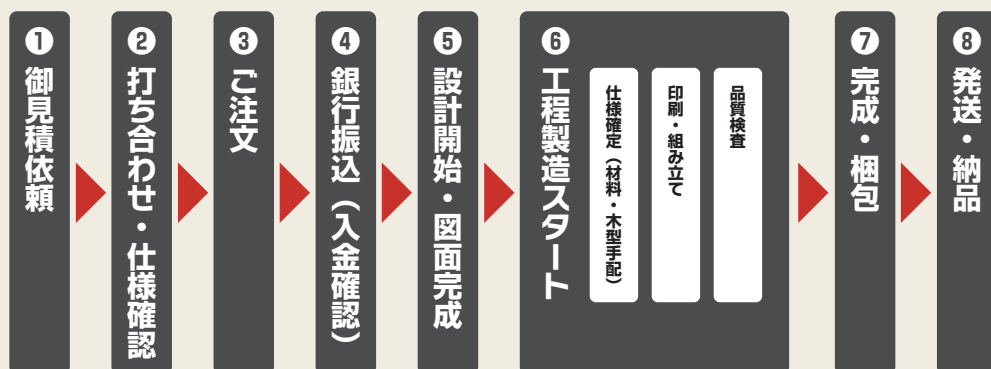 ❶御見積依頼
❷打ち合わせ・仕様確認
❸ご注文
❹銀行振込（入金確認）
❺設計開始・図面完成
❻工程製造スタート
仕様確定（材料・木型手配）
印刷・組み立て
品質検査
❼完成・梱包
❽発送・納品